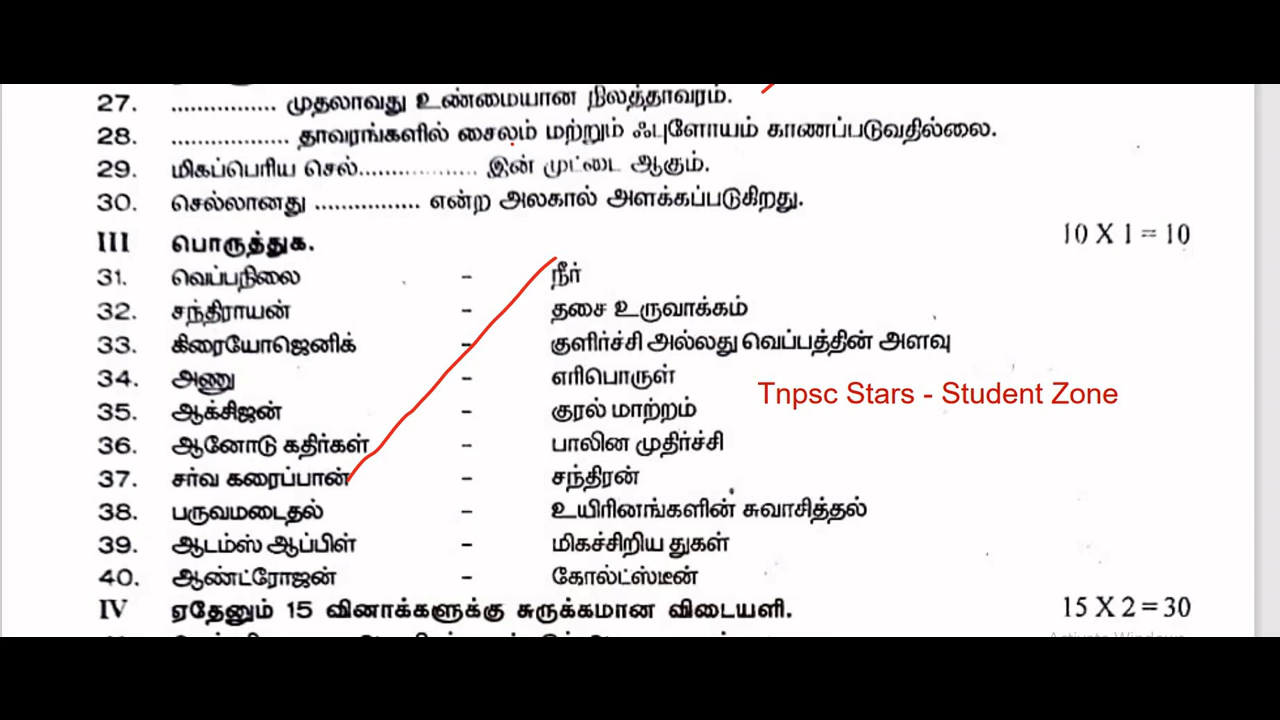 27. ................ முதலாவது உண்மையான நிலத்தாவரம்.
28. .................. தாவரங்களில் சைலம் மற்றும் ஃபுளோயம் காணப்படுவதில்லை.
29. மிகப்பெரிய செல்.................. இன் முட்டை ஆகும்.
30. செல்லானது ................ என்ற அலகால் அளக்கப்படுகிறது.
III பொருத்துக. 10 X 1 = 10
31. வெப்பநிலை - நீர்
32. சந்திராயன் - தசை உருவாக்கம்
33. கிரையோஜெனிக் - குளிர்ச்சி அல்லது வெப்பத்தின் அளவு
34. அணு - எரிபொருள்
Tnpsc Stars - Student Zone
35. ஆக்சிஜன் - குரல் மாற்றம்
36. ஆனோடு கதிர்கள் - பாலின முதிர்ச்சி
37. சர்வ கரைப்பான் - சந்திரன்
38. பருவமடைதல் - உயிரினங்களின் சுவாசித்தல்
39. ஆடம்ஸ் ஆப்பிள் - மிகச்சிறிய துகள்
40. ஆண்ட்ரோஜன் - கோல்ட்ஸ்டீன்
IV ஏதேனும் 15 வினாக்களுக்கு சுருக்கமான விடையளி. 15 X 2 = 30